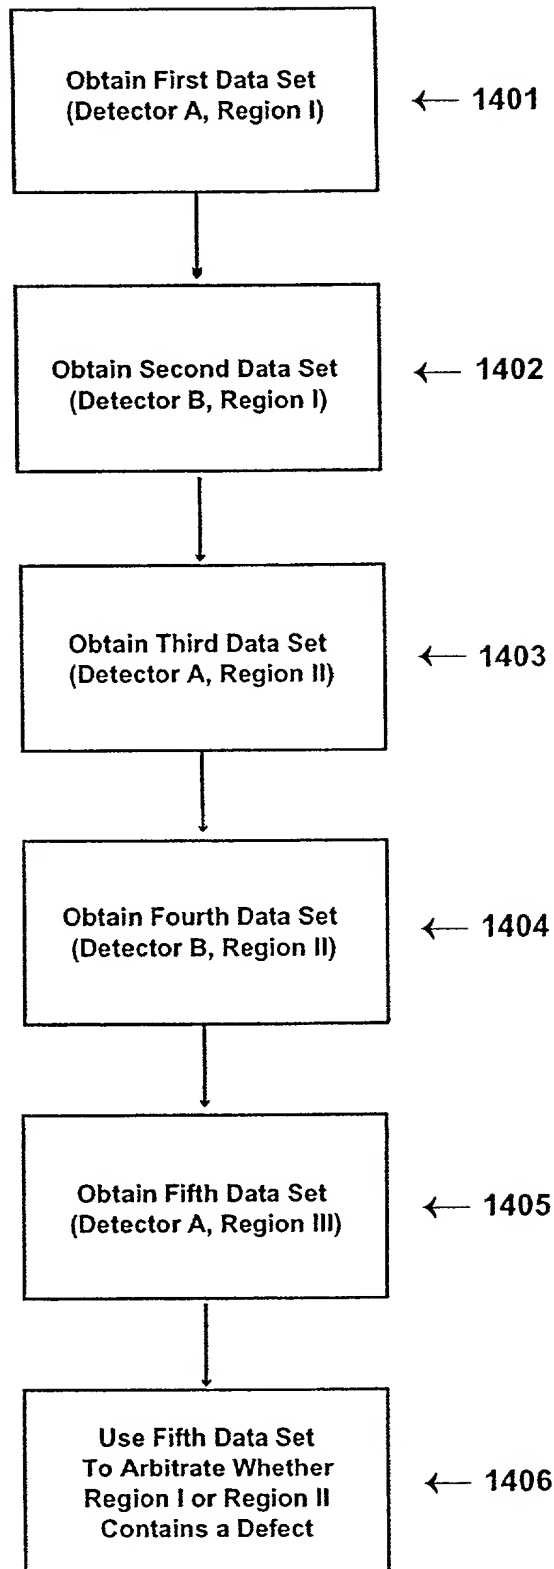 Obtain First Data Set
(Detector A, Region I)
← 1401
Obtain Second Data Set
(Detector B, Region I)
← 1402
Obtain Third Data Set
(Detector A, Region II)
← 1403
Obtain Fourth Data Set
(Detector B, Region II)
← 1404
Obtain Fifth Data Set
(Detector A, Region III)
← 1405
Use Fifth Data Set
To Arbitrate Whether
Region I or Region II
Contains a Defect
← 1406